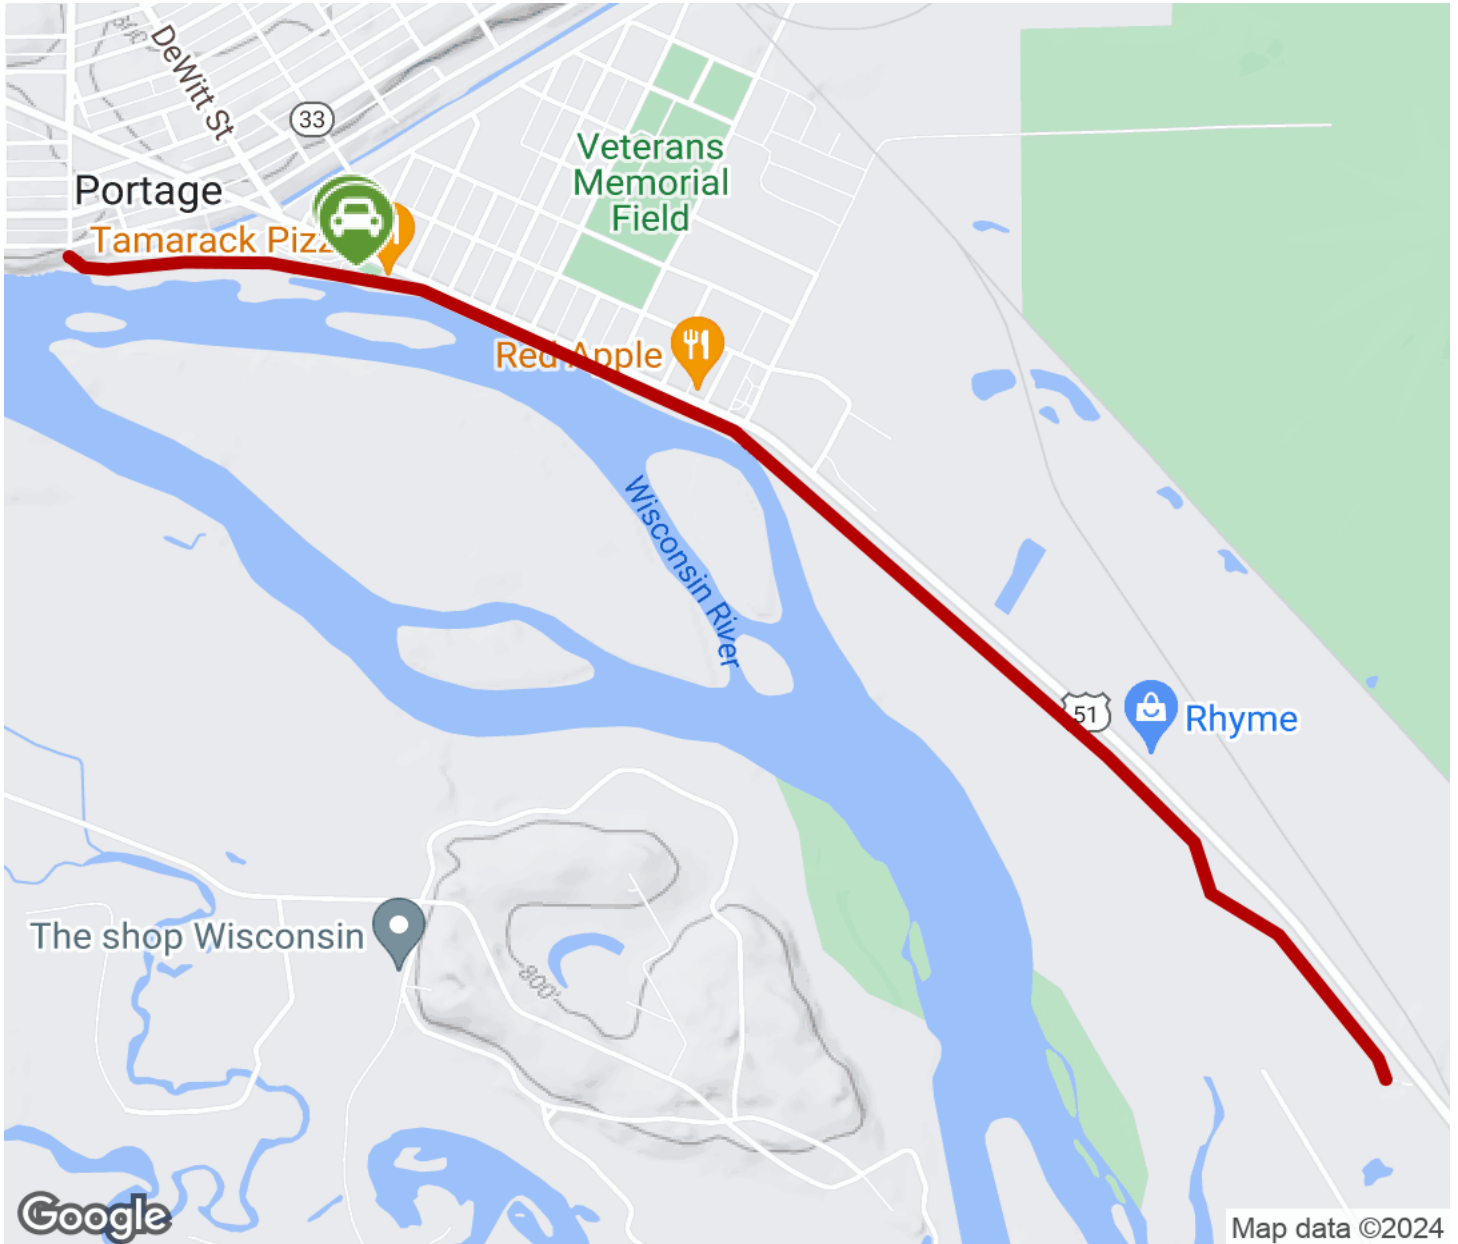 DeWitt St
33
Veterans
Memorial
Field
Portage
Tamarack Pizz
Red Apple
Wisconsin River
51
Rhyme
The shop Wisconsin
800'
Google
Map data ©2024